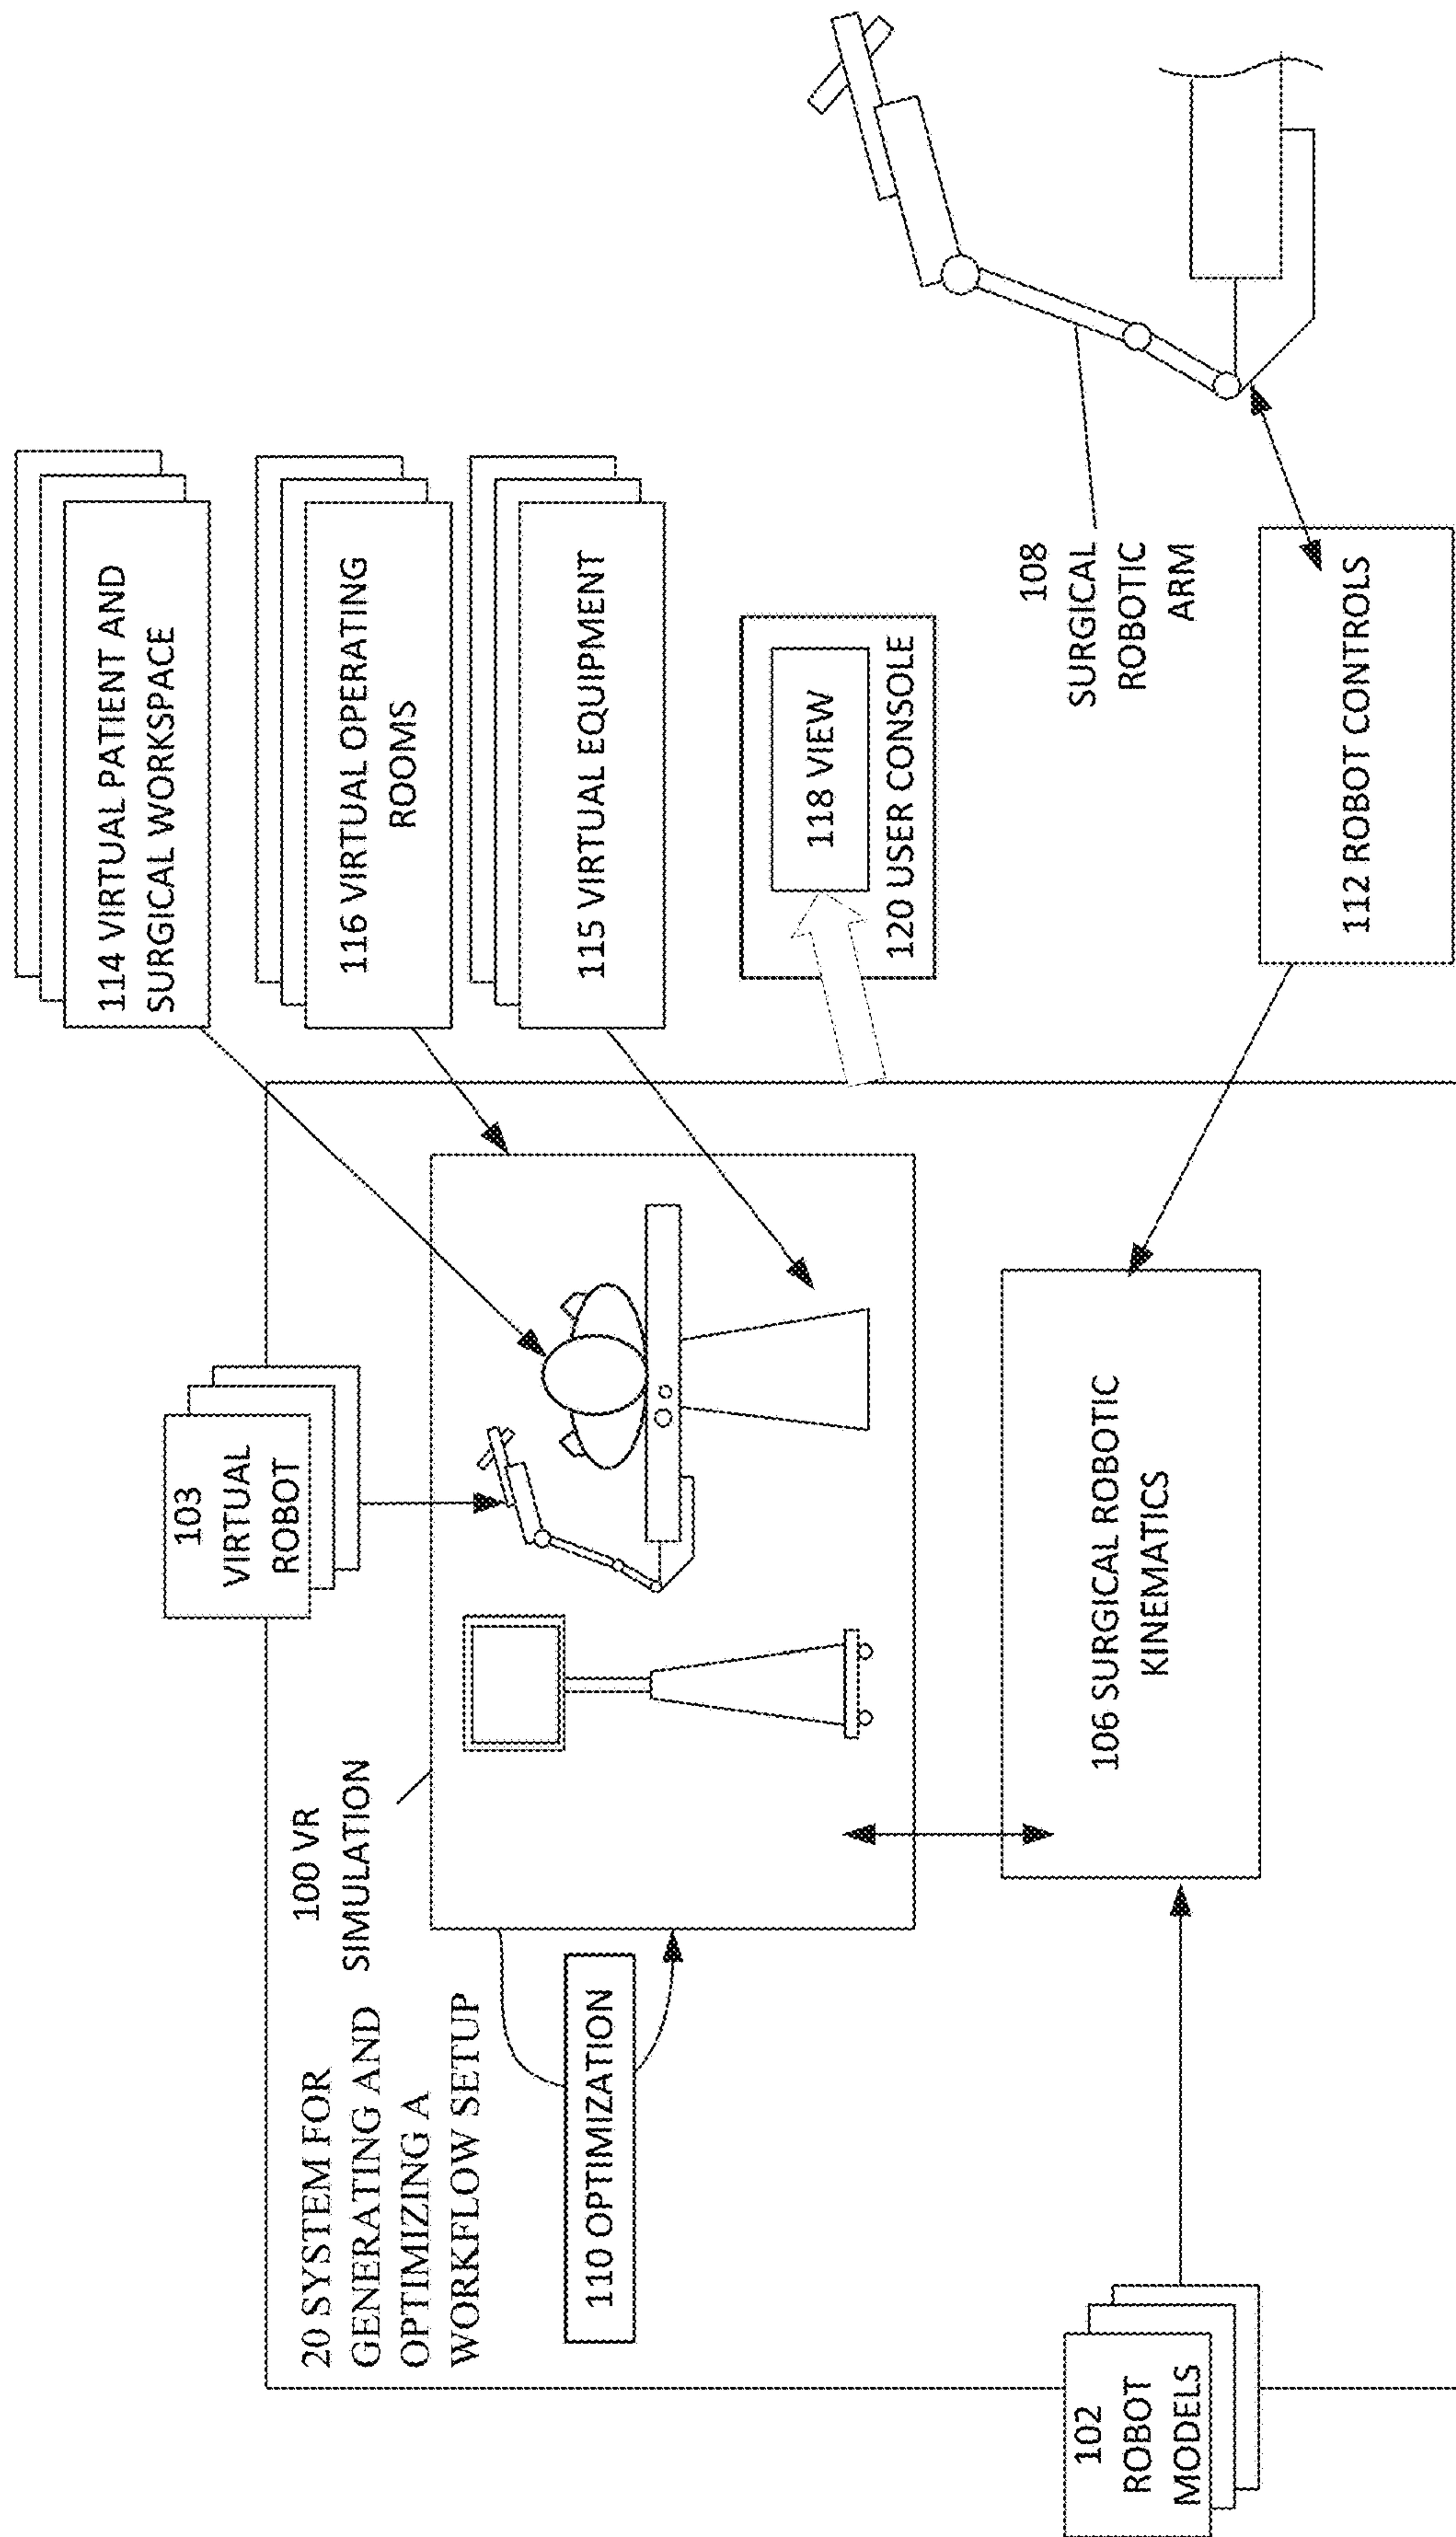 20 SYSTEM FOR
GENERATING AND
OPTIMIZING A
WORKFLOW SETUP
100 VR
SIMULATION
103
VIRTUAL
ROBOT
114 VIRTUAL PATIENT AND
SURGICAL WORKSPACE
116 VIRTUAL OPERATING
ROOMS
115 VIRTUAL EQUIPMENT
110 OPTIMIZATION
118 VIEW
120 USER CONSOLE
102
ROBOT
MODELS
106 SURGICAL ROBOTIC
KINEMATICS
108
SURGICAL
ROBOTIC
ARM
112 ROBOT CONTROLS